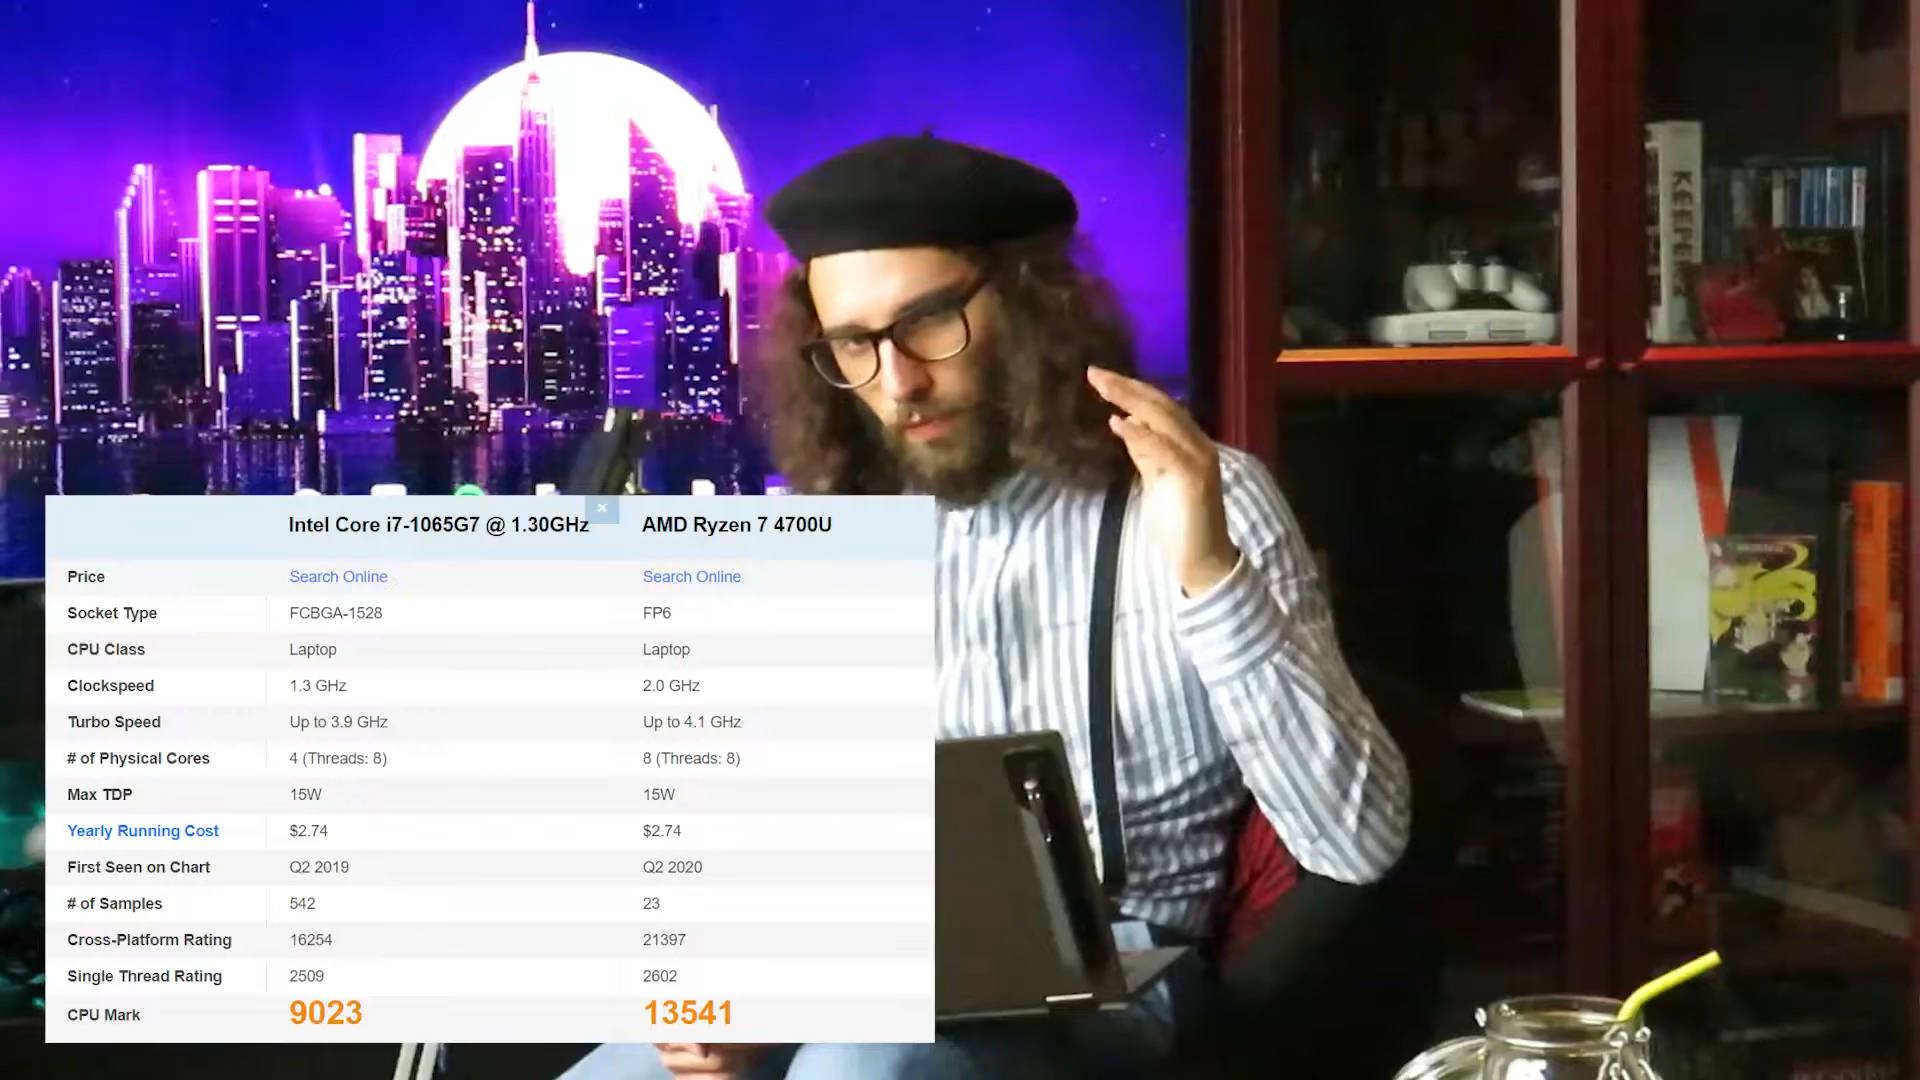 KEEPER
Intel Core i7-1065G7 @ 1.30GHz × AMD Ryzen 7 4700U
Price Search Online Search Online
Socket Type FCBGA-1528 FP6
CPU Class Laptop Laptop
Clockspeed 1.3 GHz 2.0 GHz
Turbo Speed Up to 3.9 GHz Up to 4.1 GHz
# of Physical Cores 4 (Threads: 8) 8 (Threads: 8)
Max TDP 15W 15W
Yearly Running Cost $2.74 $2.74
First Seen on Chart Q2 2019 Q2 2020
# of Samples 542 23
Cross-Platform Rating 16254 21397
Single Thread Rating 2509 2602
CPU Mark 9023 13541